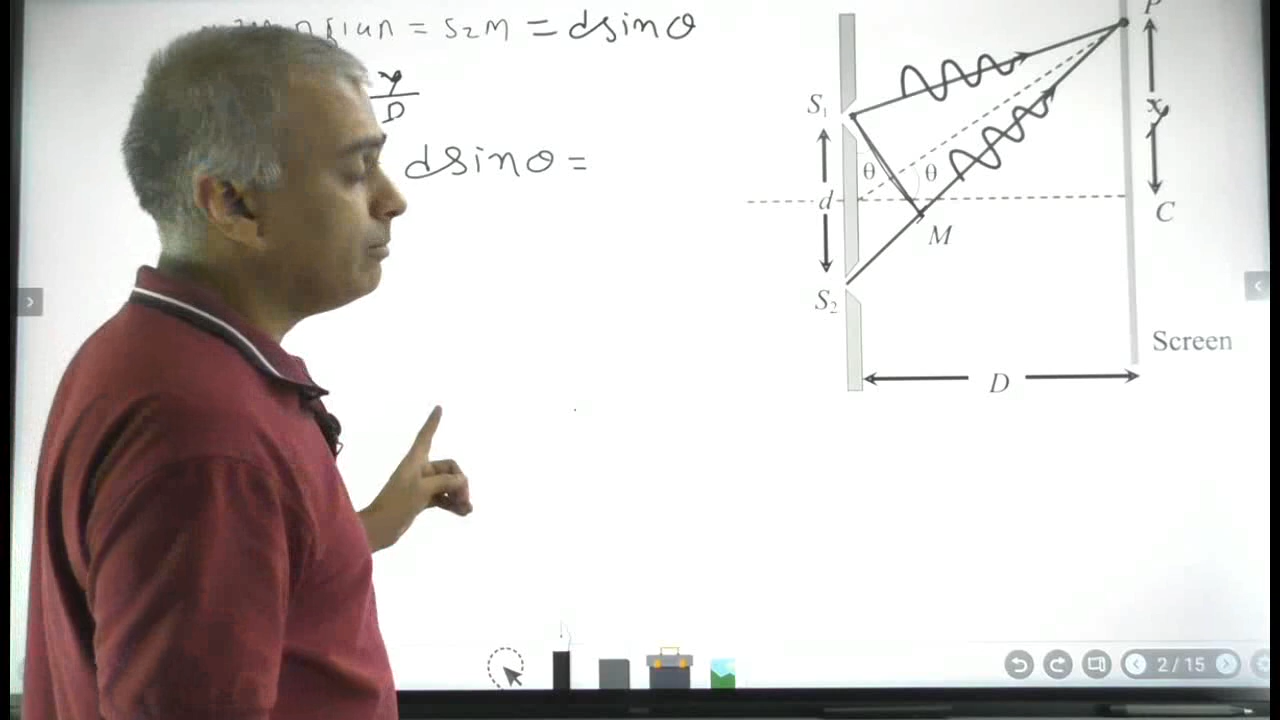 = S₂M = dsinθ
y
D
dsinθ =
P
S₁
x
y
θ
θ
d
C
M
S₂
Screen
D
2 / 15